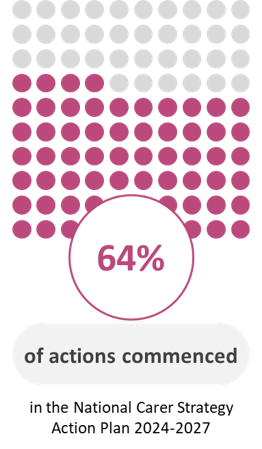 64%
of actions commenced
in the National Carer Strategy
Action Plan 2024-2027